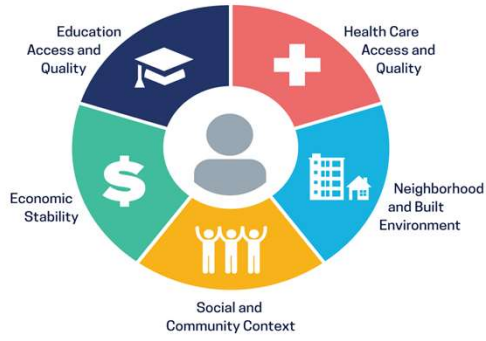 Education
Access and
Quality
Health Care
Access and
Quality
Economic
Stability
Neighborhood
and Built
Environment
Social and
Community Context